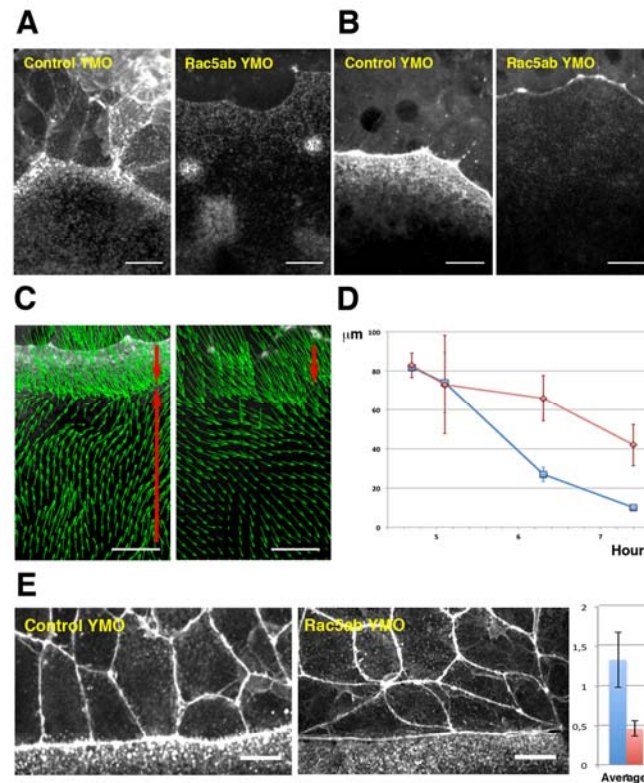 A
B
Control YMO
Rac5ab YMO
Control YMO
Rac5ab YMO
C
D
μm
100
80
60
40
20
0
5
6
7
Hour
E
Control YMO
Rac5ab YMO
2
1,5
1
0,5
0
Average